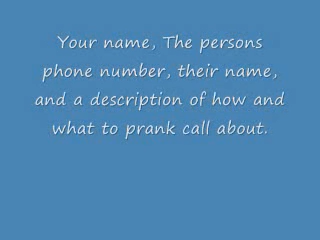 Your name, The persons
phone number, their name,
and a description of how and
what to prank call about.